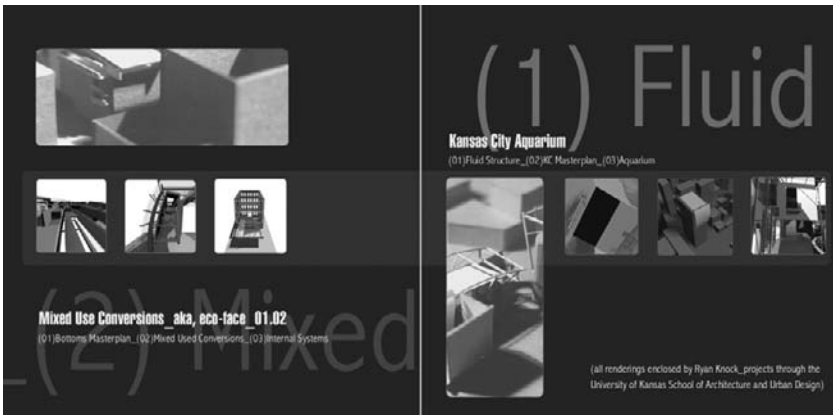 _(2) Mixed
Mixed Use Conversions_aka, eco-face_01.02
(01)Bottoms Masterplan_(02)Mixed Used Conversions_(03)Internal Systems
(1) Fluid
Kansas City Aquarium
(01)Fluid Structure_(02)KC Masterplan_(03)Aquarium
(all renderings enclosed by Ryan Knock_projects through the
University of Kansas School of Architecture and Urban Design)